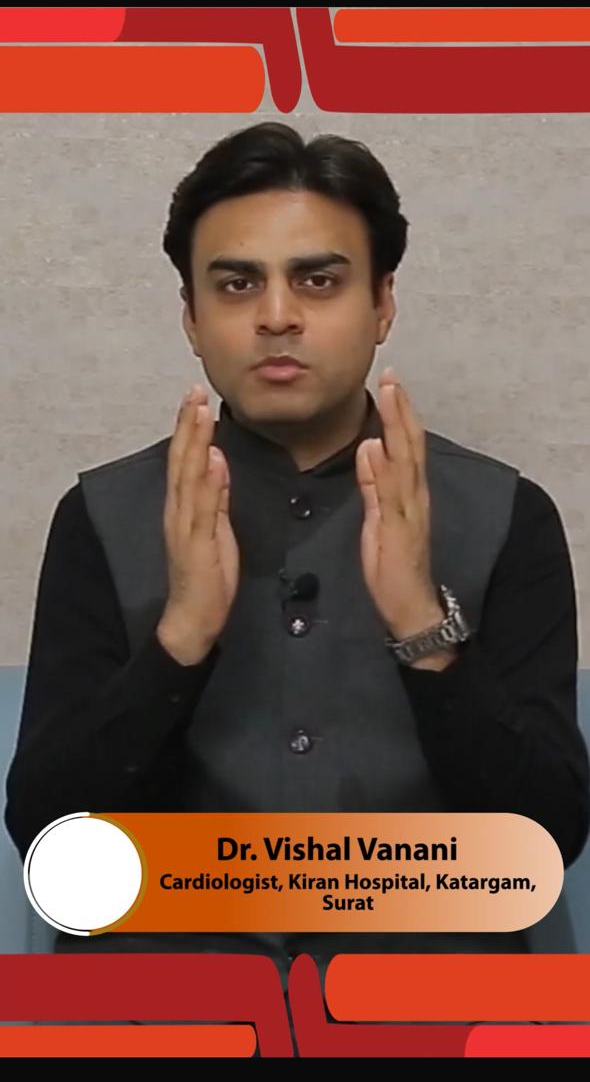 Dr. Vishal Vanani
Cardiologist, Kiran Hospital, Katargam,
Surat